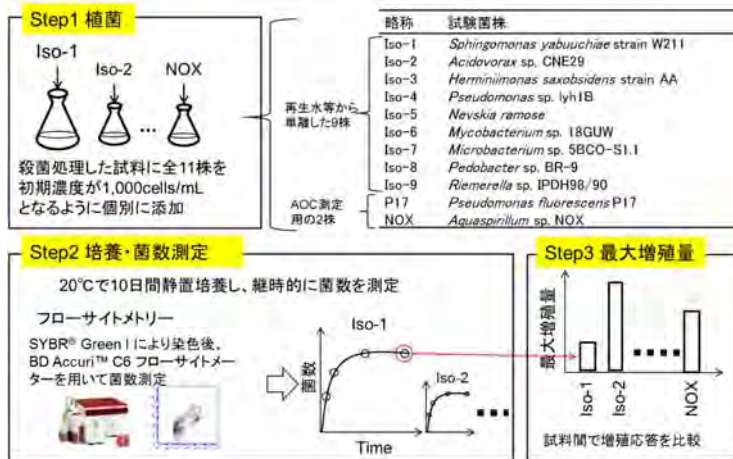 Step1 植菌
Iso-1
Iso-2
NOX
…
殺菌処理した試料に全11株を
初期濃度が1,000cells/mL
となるように個別に添加
再生水等から
単離した9株
AOC測定
用の2株
略称 試験菌株
Iso-1 Sphingomonas yabuuchiae strain W211
Iso-2 Acidovorax sp. CNE29
Iso-3 Herminiimonas saxobsidens strain AA
Iso-4 Pseudomonas sp. lyh1B
Iso-5 Nevskia ramose
Iso-6 Mycobacterium sp. 18GUW
Iso-7 Microbacterium sp. 5BCO-S1.1
Iso-8 Pedobacter sp. BR-9
Iso-9 Riemerella sp. IPDH98/90
P17 Pseudomonas fluorescens P17
NOX Aquaspirillum sp. NOX
Step2 培養・菌数測定
20℃で10日間静置培養し、継時的に菌数を測定
フローサイトメトリー
SYBR® Green I により染色後、
BD Accuri™ C6 フローサイトメー
ターを用いて菌数測定
Iso-1
菌数
Time
Iso-2
Step3 最大増殖量
最大増殖量
Iso-1
Iso-2
NOX
試料間で増殖応答を比較